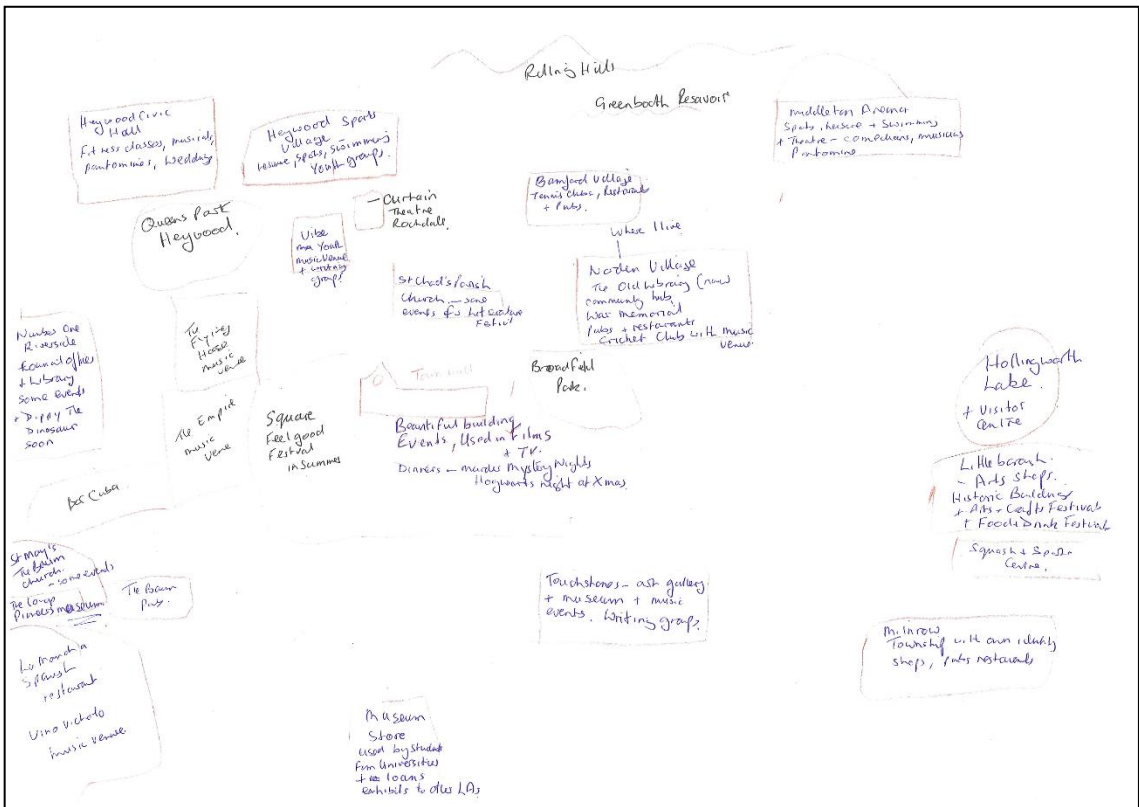 Rolling Hills
Greenbooth Resavoir
Heywood Civic
Hall
Fitness classes, musicals,
pantomines, Weddings
Heywood Sports
Village
leisure, sports, swimming
Youth groups.
Middleton Arena
Sports, leisure + Swimming
+ Theatre - comedians, musicians
Pantomine
Queens Park
Heywood.
- Curtain
Theatre
Rochdale
Bamford Village
Tennis Clubs, Restaurants
+ Pubs.
Vibe
Youth
music venue
+ writing
group.
Where I live
Norden Village
The Old Library (now
community hub,
War memorial
pubs + restaurants
Cricket Club with music
venue.
St Chad's Parish
Church - some
events for Literature
Festival
Number One
Riverside
Council offices
+ Library
some events
+ Dippy The
Dinosaur
soon
The
Flying
Horse
music
venue
The Empire
music
venue
Square
Feel good
Festival
in Summer
Town Hall
Beautiful building
Events, Used in Films
+ TV.
Dinners - murder Mystery Nights
Hogwarts night at Xmas
Broadfield
Park.
Hollingworth
Lake.
+ Visitor
Centre
Littleborough.
- Arts Shops.
Historic Buildings
+ Arts + Crafts Festival
+ Food + Drink Festival
Squash + Sports
Centre.
Bar Cuba
St Mary's
The Baum
church.
- some events
The Co-op
Pioneers museum
The Baum
Pub.
La Mancha
Spanish
restaurant
Vino Vicholo
music venue
Touchstones - art gallery
+ museum + music
events. Writing group.
Milnrow
Township with own identity
shops, pubs restaurants
Museum
Store
used by students
from Universities
+ loans
exhibits to other LAs